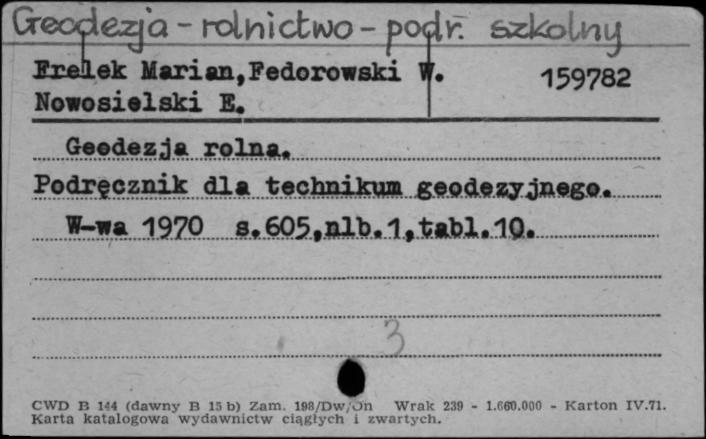 Geodezja - rolnictwo - podr. szkolny
Frelek Marian,Fedorowski W. 159782
Nowosielski E.
Geodezja rolna.
Podręcznik dla technikum geodezyjnego.
W-wa 1970 s.605,nlb.1,tabl.10.
3
CWD B 144 (dawny B 15 b) Zam. 198/Dw/On Wrak 239 - 1.660.000 - Karton IV.71.
Karta katalogowa wydawnictw ciągłych i zwartych.